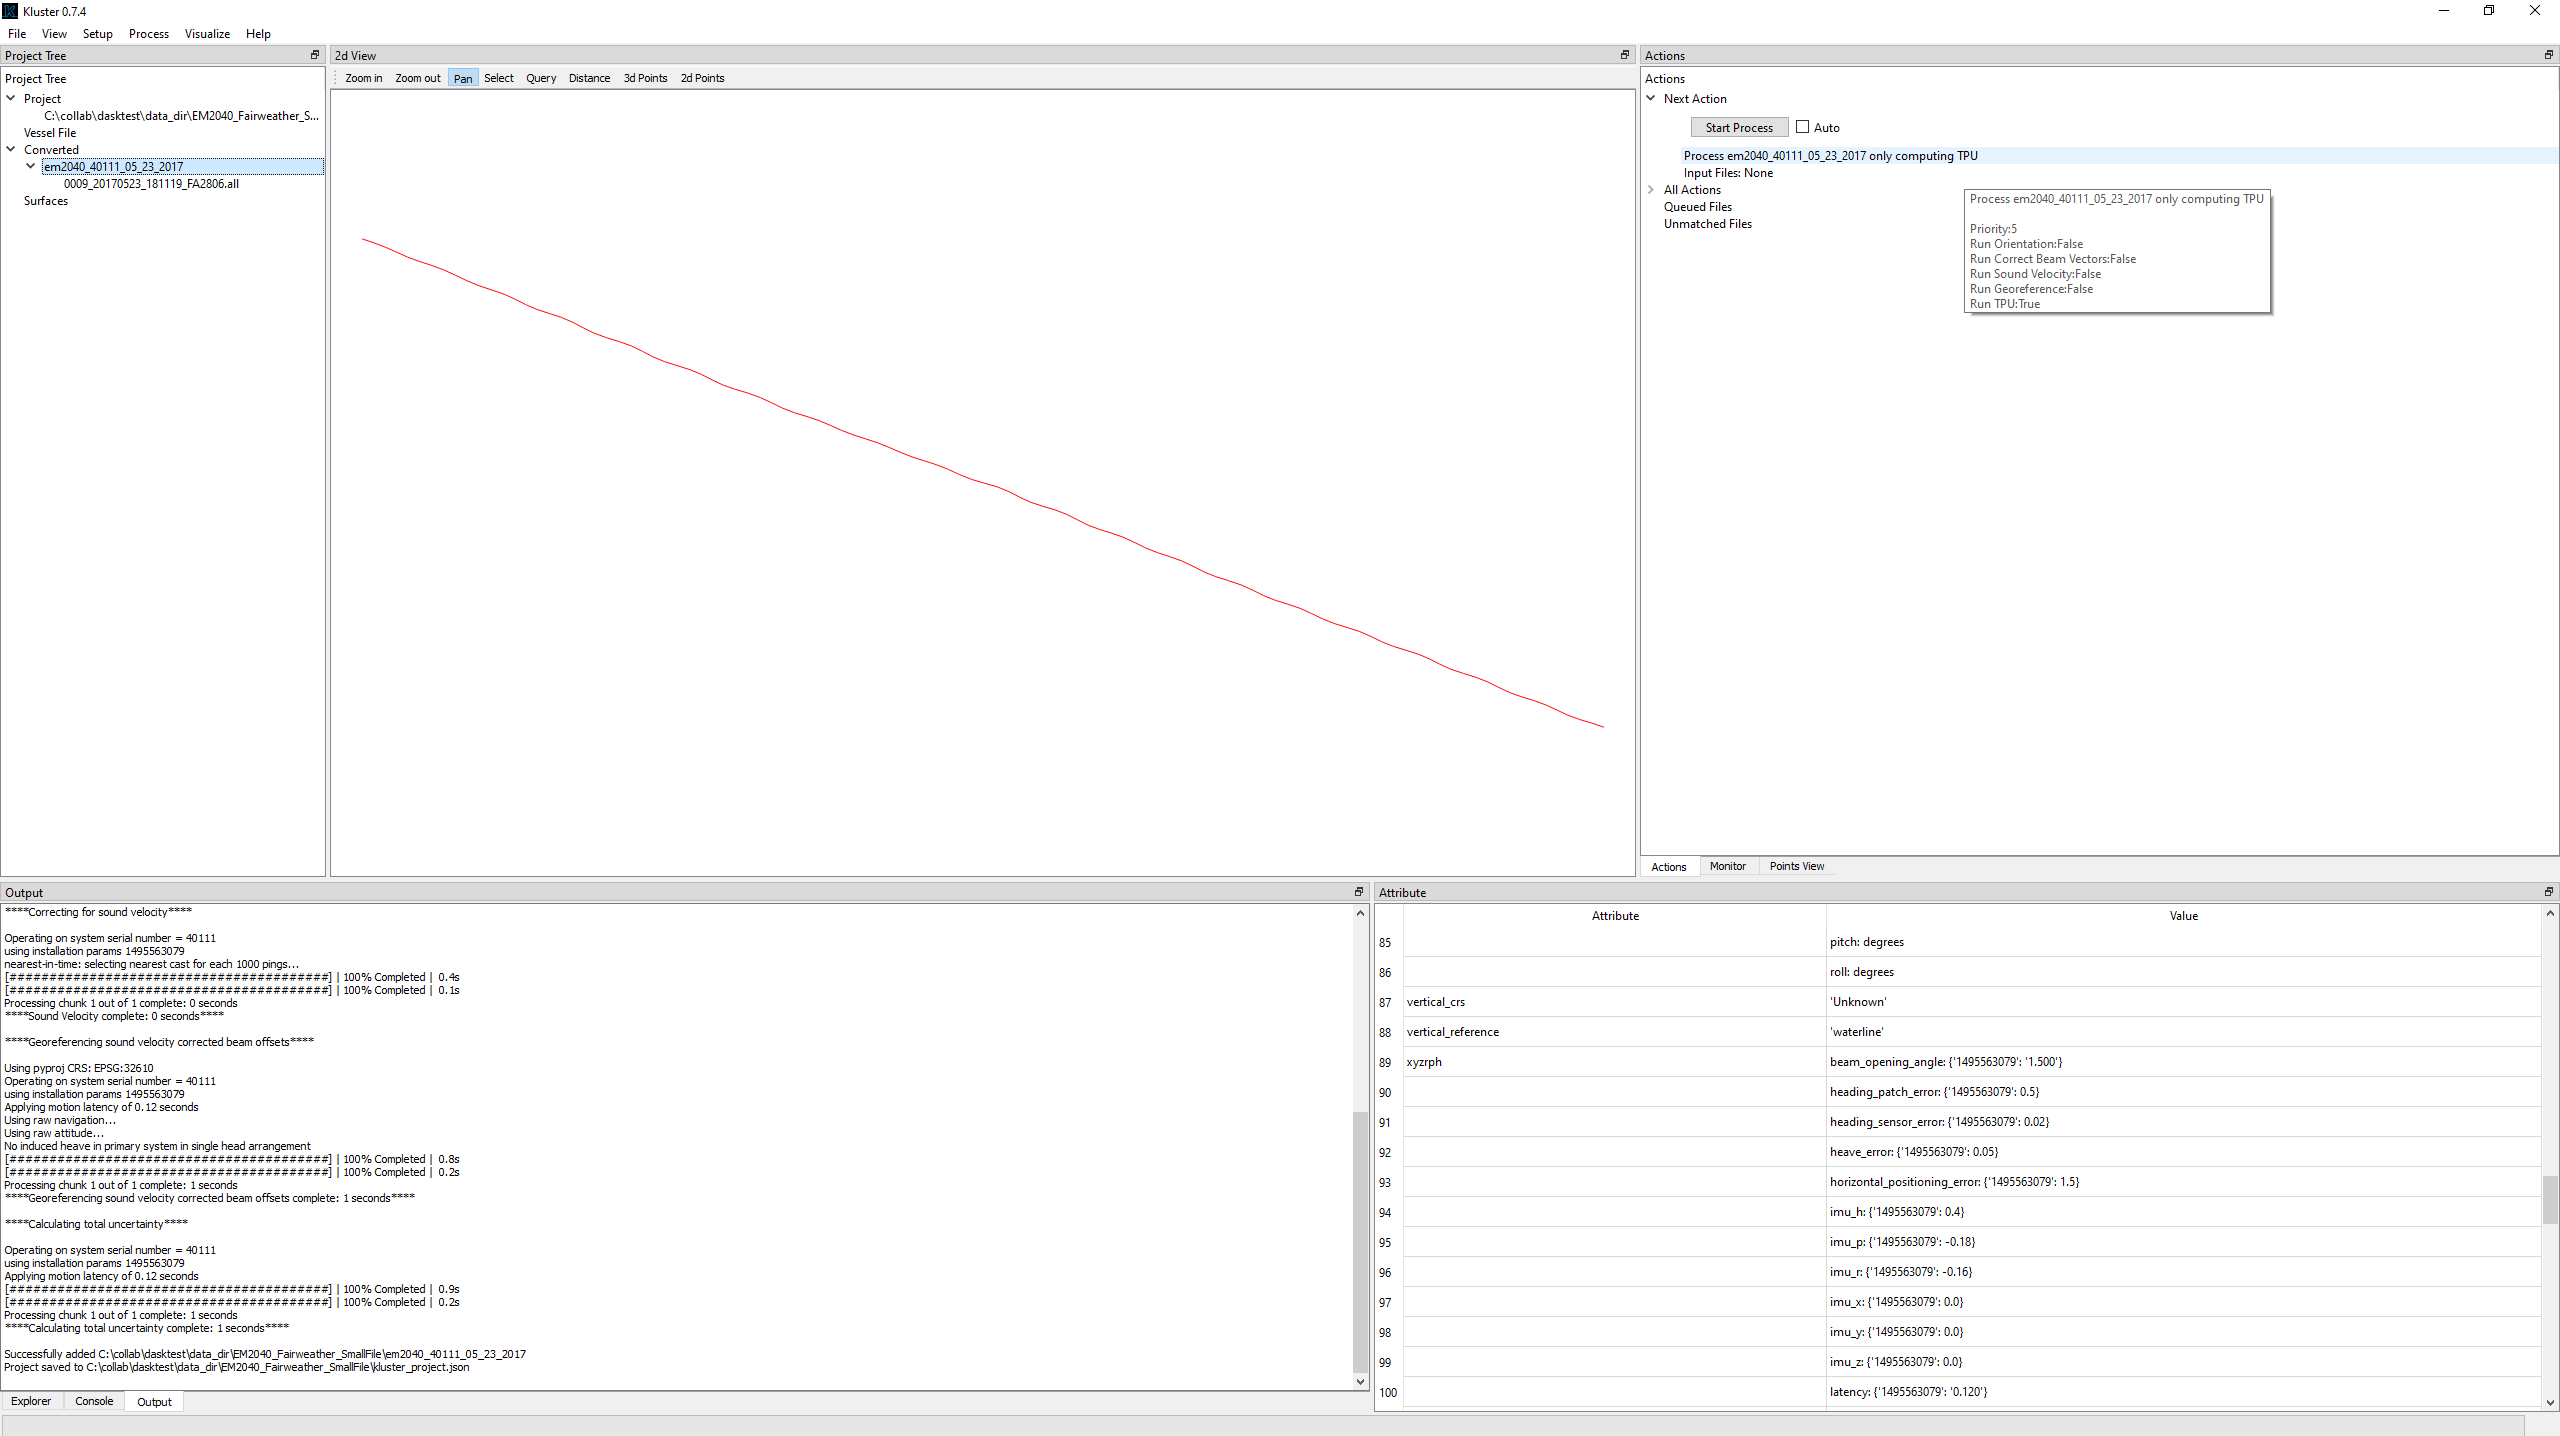 Kluster 0.7.4
File View Setup Process Visualize Help
Project Tree
Project Tree
Project
C:\collab\dasktest\data_dir\EM2040_Fairweather_S...
Vessel File
Converted
em2040_40111_05_23_2017
0009_20170523_181119_FA2806.all
Surfaces
2d View
Zoom in Zoom out Pan Select Query Distance 3d Points 2d Points
Actions
Actions
Next Action
Start Process Auto
Process em2040_40111_05_23_2017 only computing TPU
Input Files: None
All Actions
Queued Files
Unmatched Files
Process em2040_40111_05_23_2017 only computing TPU
Priority:5
Run Orientation:False
Run Correct Beam Vectors:False
Run Sound Velocity:False
Run Georeference:False
Run TPU:True
Actions Monitor Points View
Output
****Correcting for sound velocity****
Operating on system serial number = 40111
using installation params 1495563079
nearest-in-time: selecting nearest cast for each 1000 pings...
[########################################] | 100% Completed | 0.4s
[########################################] | 100% Completed | 0.1s
Processing chunk 1 out of 1 complete: 0 seconds
****Sound Velocity complete: 0 seconds****
****Georeferencing sound velocity corrected beam offsets****
Using pyproj CRS: EPSG:32610
Operating on system serial number = 40111
using installation params 1495563079
Applying motion latency of 0.12 seconds
Using raw navigation...
Using raw attitude...
No induced heave in primary system in single head arrangement
[########################################] | 100% Completed | 0.8s
[########################################] | 100% Completed | 0.2s
Processing chunk 1 out of 1 complete: 1 seconds
****Georeferencing sound velocity corrected beam offsets complete: 1 seconds****
****Calculating total uncertainty****
Operating on system serial number = 40111
using installation params 1495563079
Applying motion latency of 0.12 seconds
[########################################] | 100% Completed | 0.9s
[########################################] | 100% Completed | 0.2s
Processing chunk 1 out of 1 complete: 1 seconds
****Calculating total uncertainty complete: 1 seconds****
Successfully added C:\collab\dasktest\data_dir\EM2040_Fairweather_SmallFile\em2040_40111_05_23_2017
Project saved to C:\collab\dasktest\data_dir\EM2040_Fairweather_SmallFile\kluster_project.json
Explorer Console Output
Attribute
Attribute Value
85 pitch: degrees
86 roll: degrees
87 vertical_crs 'Unknown'
88 vertical_reference 'waterline'
89 xyzrph beam_opening_angle: {'1495563079': '1.500'}
90 heading_patch_error: {'1495563079': 0.5}
91 heading_sensor_error: {'1495563079': 0.02}
92 heave_error: {'1495563079': 0.05}
93 horizontal_positioning_error: {'1495563079': 1.5}
94 imu_h: {'1495563079': 0.4}
95 imu_p: {'1495563079': -0.18}
96 imu_r: {'1495563079': -0.16}
97 imu_x: {'1495563079': 0.0}
98 imu_y: {'1495563079': 0.0}
99 imu_z: {'1495563079': 0.0}
100 latency: {'1495563079': '0.120'}